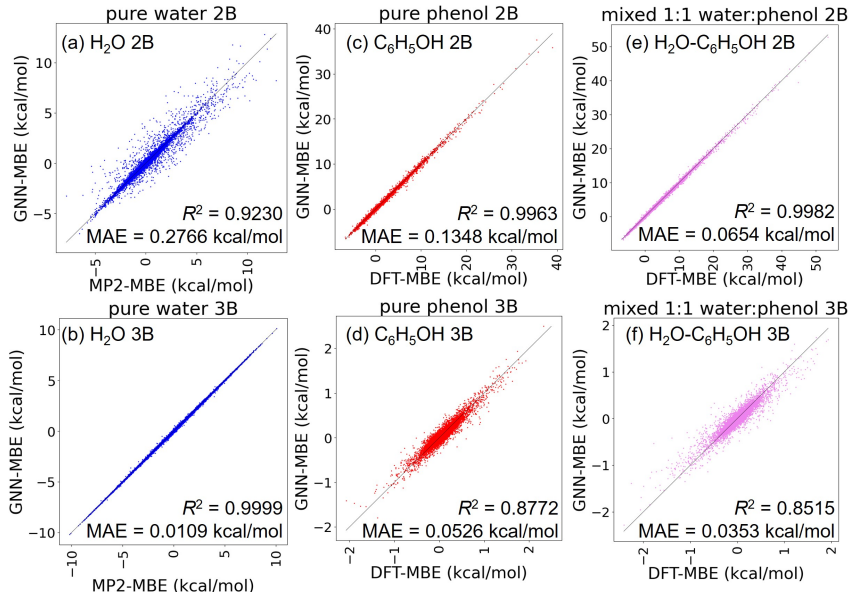 pure water 2B
(a) H₂O 2B
GNN-MBE (kcal/mol)
10
5
0
−5
R² = 0.9230
MAE = 0.2766 kcal/mol
−5
0
5
10
MP2-MBE (kcal/mol)
pure phenol 2B
(c) C₆H₅OH 2B
GNN-MBE (kcal/mol)
40
30
20
10
0
R² = 0.9963
MAE = 0.1348 kcal/mol
0
10
20
30
40
DFT-MBE (kcal/mol)
mixed 1:1 water:phenol 2B
(e) H₂O-C₆H₅OH 2B
GNN-MBE (kcal/mol)
50
40
30
20
10
0
R² = 0.9982
MAE = 0.0654 kcal/mol
0
10
20
30
40
50
DFT-MBE (kcal/mol)
pure water 3B
(b) H₂O 3B
GNN-MBE (kcal/mol)
10
5
0
−5
−10
R² = 0.9999
MAE = 0.0109 kcal/mol
−10
−5
0
5
10
MP2-MBE (kcal/mol)
pure phenol 3B
(d) C₆H₅OH 3B
GNN-MBE (kcal/mol)
2
1
0
−1
−2
R² = 0.8772
MAE = 0.0526 kcal/mol
−2
−1
0
1
2
DFT-MBE (kcal/mol)
mixed 1:1 water:phenol 3B
(f) H₂O-C₆H₅OH 3B
GNN-MBE (kcal/mol)
2
1
0
−1
−2
R² = 0.8515
MAE = 0.0353 kcal/mol
−2
−1
0
1
2
DFT-MBE (kcal/mol)